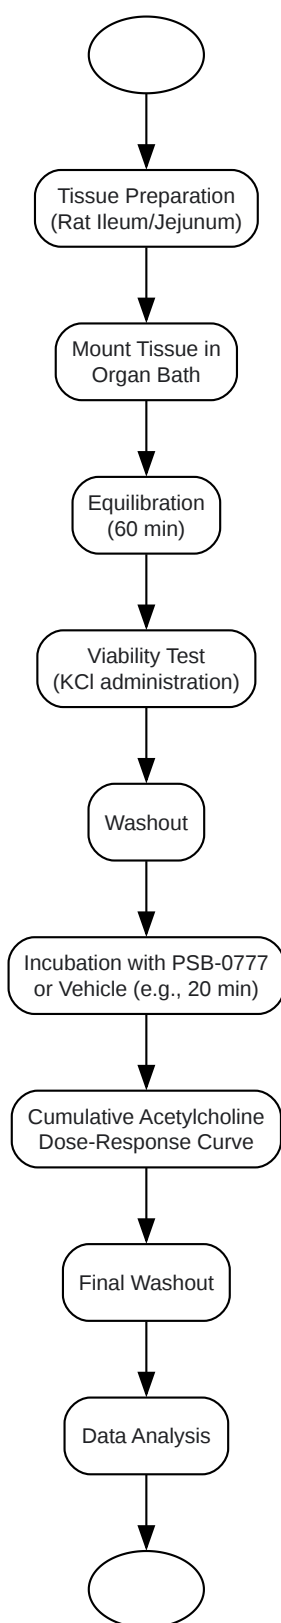 Tissue Preparation
(Rat Ileum/Jejunum)
Mount Tissue in
Organ Bath
Equilibration
(60 min)
Viability Test
(KCl administration)
Washout
Incubation with PSB-0777
or Vehicle (e.g., 20 min)
Cumulative Acetylcholine
Dose-Response Curve
Final Washout
Data Analysis